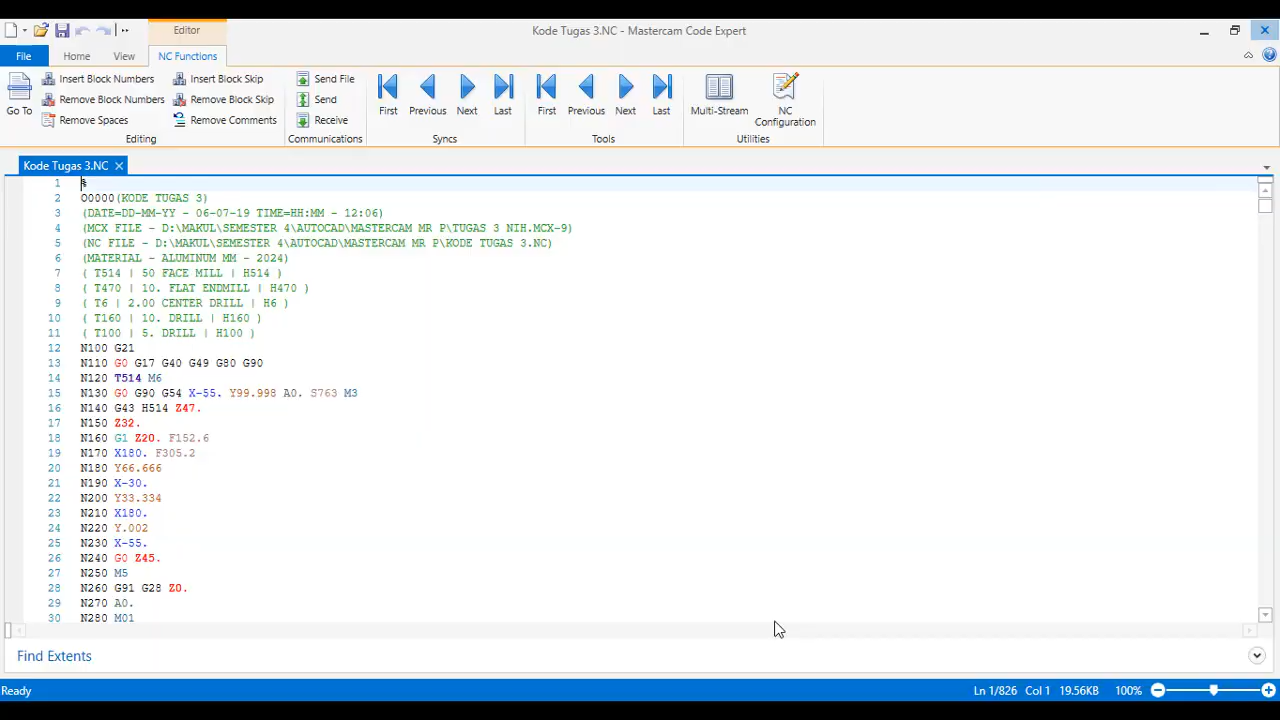 Editor
Kode Tugas 3.NC - Mastercam Code Expert
File Home View NC Functions
Go To
Insert Block Numbers
Remove Block Numbers
Remove Spaces
Insert Block Skip
Remove Block Skip
Remove Comments
Editing
Send File
Send
Receive
Communications
First Previous Next Last
Syncs
First Previous Next Last
Tools
Multi-Stream
NC
Configuration
Utilities
Kode Tugas 3.NC
1 %
2 O0000(KODE TUGAS 3)
3 (DATE=DD-MM-YY - 06-07-19 TIME=HH:MM - 12:06)
4 (MCX FILE - D:\MAKUL\SEMESTER 4\AUTOCAD\MASTERCAM MR P\TUGAS 3 NIH.MCX-9)
5 (NC FILE - D:\MAKUL\SEMESTER 4\AUTOCAD\MASTERCAM MR P\KODE TUGAS 3.NC)
6 (MATERIAL - ALUMINUM MM - 2024)
7 ( T514 | 50 FACE MILL | H514 )
8 ( T470 | 10. FLAT ENDMILL | H470 )
9 ( T6 | 2.00 CENTER DRILL | H6 )
10 ( T160 | 10. DRILL | H160 )
11 ( T100 | 5. DRILL | H100 )
12 N100 G21
13 N110 G0 G17 G40 G49 G80 G90
14 N120 T514 M6
15 N130 G0 G90 G54 X-55. Y99.998 A0. S763 M3
16 N140 G43 H514 Z47.
17 N150 Z32.
18 N160 G1 Z20. F152.6
19 N170 X180. F305.2
20 N180 Y66.666
21 N190 X-30.
22 N200 Y33.334
23 N210 X180.
24 N220 Y.002
25 N230 X-55.
26 N240 G0 Z45.
27 N250 M5
28 N260 G91 G28 Z0.
29 N270 A0.
30 N280 M01
Find Extents
Ready
Ln 1/826 Col 1 19.56KB 100%